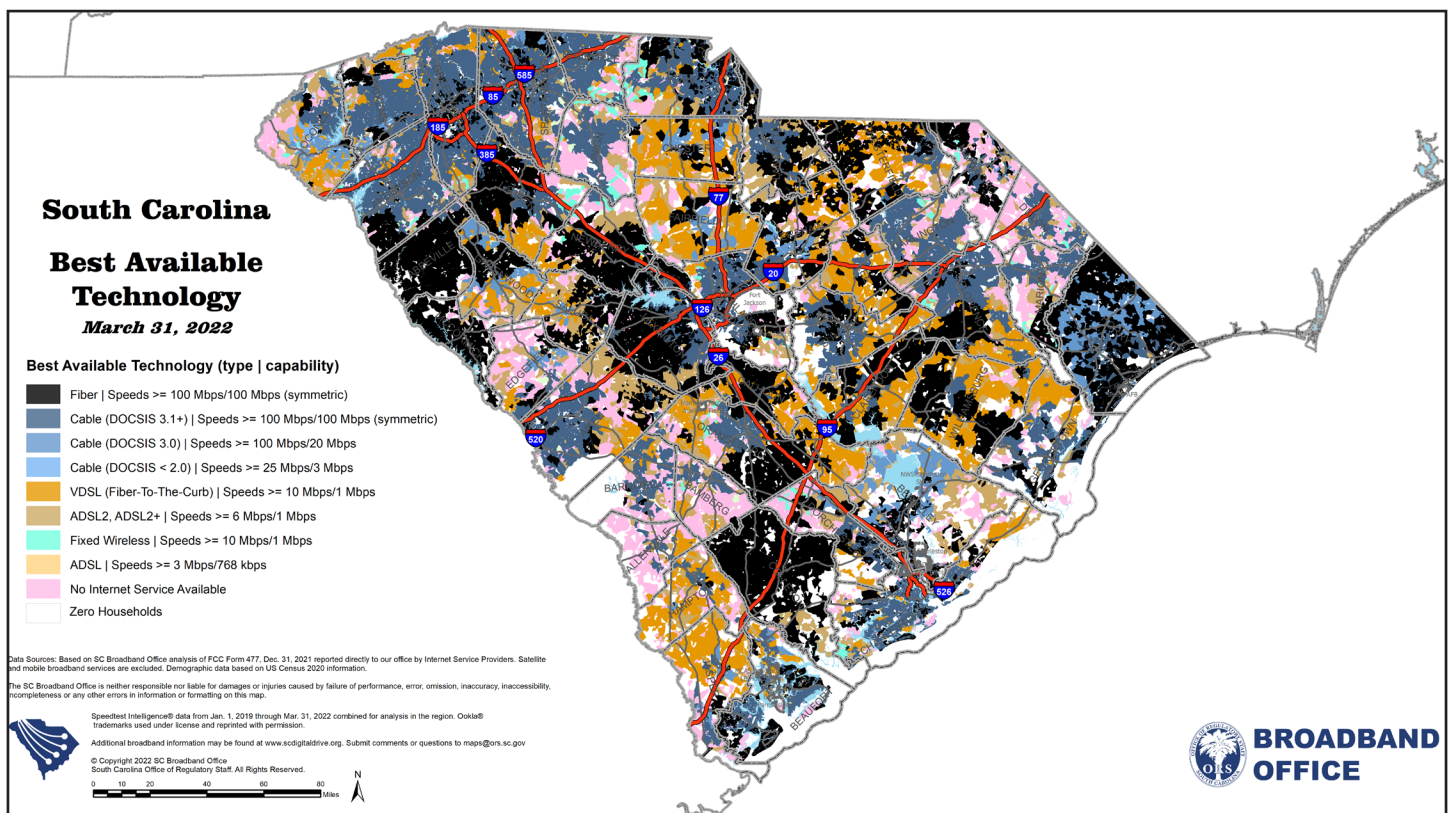 South Carolina
Best Available
Technology
March 31, 2022
Best Available Technology (type | capability)
Fiber | Speeds >= 100 Mbps/100 Mbps (symmetric)
Cable (DOCSIS 3.1+) | Speeds >= 100 Mbps/100 Mbps (symmetric)
Cable (DOCSIS 3.0) | Speeds >= 100 Mbps/20 Mbps
Cable (DOCSIS < 2.0) | Speeds >= 25 Mbps/3 Mbps
VDSL (Fiber-To-The-Curb) | Speeds >= 10 Mbps/1 Mbps
ADSL2, ADSL2+ | Speeds >= 6 Mbps/1 Mbps
Fixed Wireless | Speeds >= 10 Mbps/1 Mbps
ADSL | Speeds >= 3 Mbps/768 kbps
No Internet Service Available
Zero Households
Data Sources: Based on SC Broadband Office analysis of FCC Form 477, Dec. 31, 2021 reported directly to our office by Internet Service Providers. Satellite
and mobile broadband services are excluded. Demographic data based on US Census 2020 information.
The SC Broadband Office is neither responsible nor liable for damages or injuries caused by failure of performance, error, omission, inaccuracy, inaccessibility,
incompleteness or any other errors in information or formatting on this map.
Speedtest Intelligence® data from Jan. 1, 2019 through Mar. 31, 2022 combined for analysis in the region. Ookla®
trademarks used under license and reprinted with permission.
Additional broadband information may be found at www.scdigitaldrive.org. Submit comments or questions to maps@ors.sc.gov
© Copyright 2022 SC Broadband Office
South Carolina Office of Regulatory Staff. All Rights Reserved.
0 10 20 40 60 80
Miles
N
585
85
185
385
77
FAIRFIELD
20
Fort
Jackson
126
26
95
520
BAMBERG
526
BEAUFORT
OFFICE OF REGULATORY STAFF
ORS
SOUTH CAROLINA
BROADBAND
OFFICE